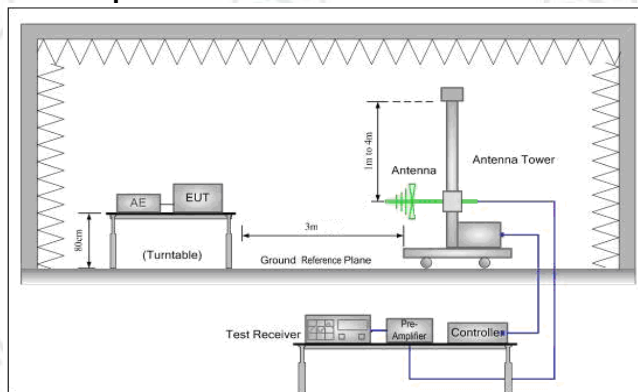 1m to 4m
Antenna
Antenna Tower
AE
EUT
80cm
(Turntable)
3m
Ground Reference Plane
Test Receiver
Pre-
Amplifier
Controller